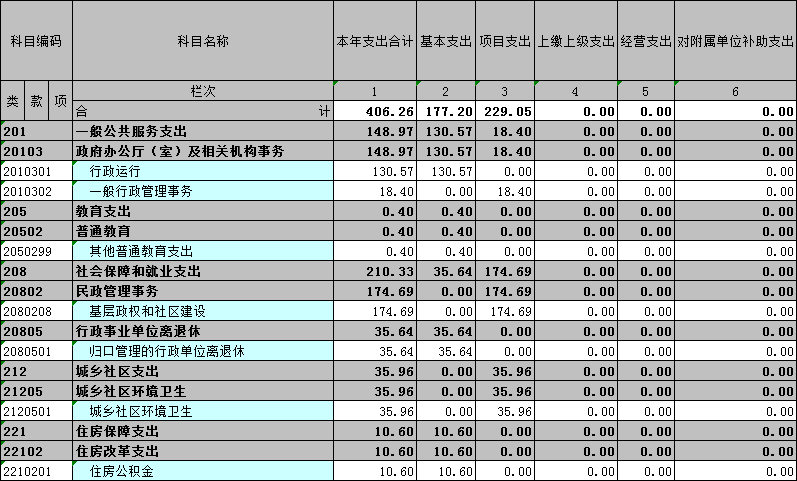 科目编码 科目名称 本年支出合计 基本支出 项目支出 上缴上级支出 经营支出 对附属单位补助支出
类 款 项 栏次 1 2 3 4 5 6
合 计 406.26 177.20 229.05 0.00 0.00 0.00
201 一般公共服务支出 148.97 130.57 18.40 0.00 0.00 0.00
20103 政府办公厅（室）及相关机构事务 148.97 130.57 18.40 0.00 0.00 0.00
2010301 行政运行 130.57 130.57 0.00 0.00 0.00 0.00
2010302 一般行政管理事务 18.40 0.00 18.40 0.00 0.00 0.00
205 教育支出 0.40 0.40 0.00 0.00 0.00 0.00
20502 普通教育 0.40 0.40 0.00 0.00 0.00 0.00
2050299 其他普通教育支出 0.40 0.40 0.00 0.00 0.00 0.00
208 社会保障和就业支出 210.33 35.64 174.69 0.00 0.00 0.00
20802 民政管理事务 174.69 0.00 174.69 0.00 0.00 0.00
2080208 基层政权和社区建设 174.69 0.00 174.69 0.00 0.00 0.00
20805 行政事业单位离退休 35.64 35.64 0.00 0.00 0.00 0.00
2080501 归口管理的行政单位离退休 35.64 35.64 0.00 0.00 0.00 0.00
212 城乡社区支出 35.96 0.00 35.96 0.00 0.00 0.00
21205 城乡社区环境卫生 35.96 0.00 35.96 0.00 0.00 0.00
2120501 城乡社区环境卫生 35.96 0.00 35.96 0.00 0.00 0.00
221 住房保障支出 10.60 10.60 0.00 0.00 0.00 0.00
22102 住房改革支出 10.60 10.60 0.00 0.00 0.00 0.00
2210201 住房公积金 10.60 10.60 0.00 0.00 0.00 0.00